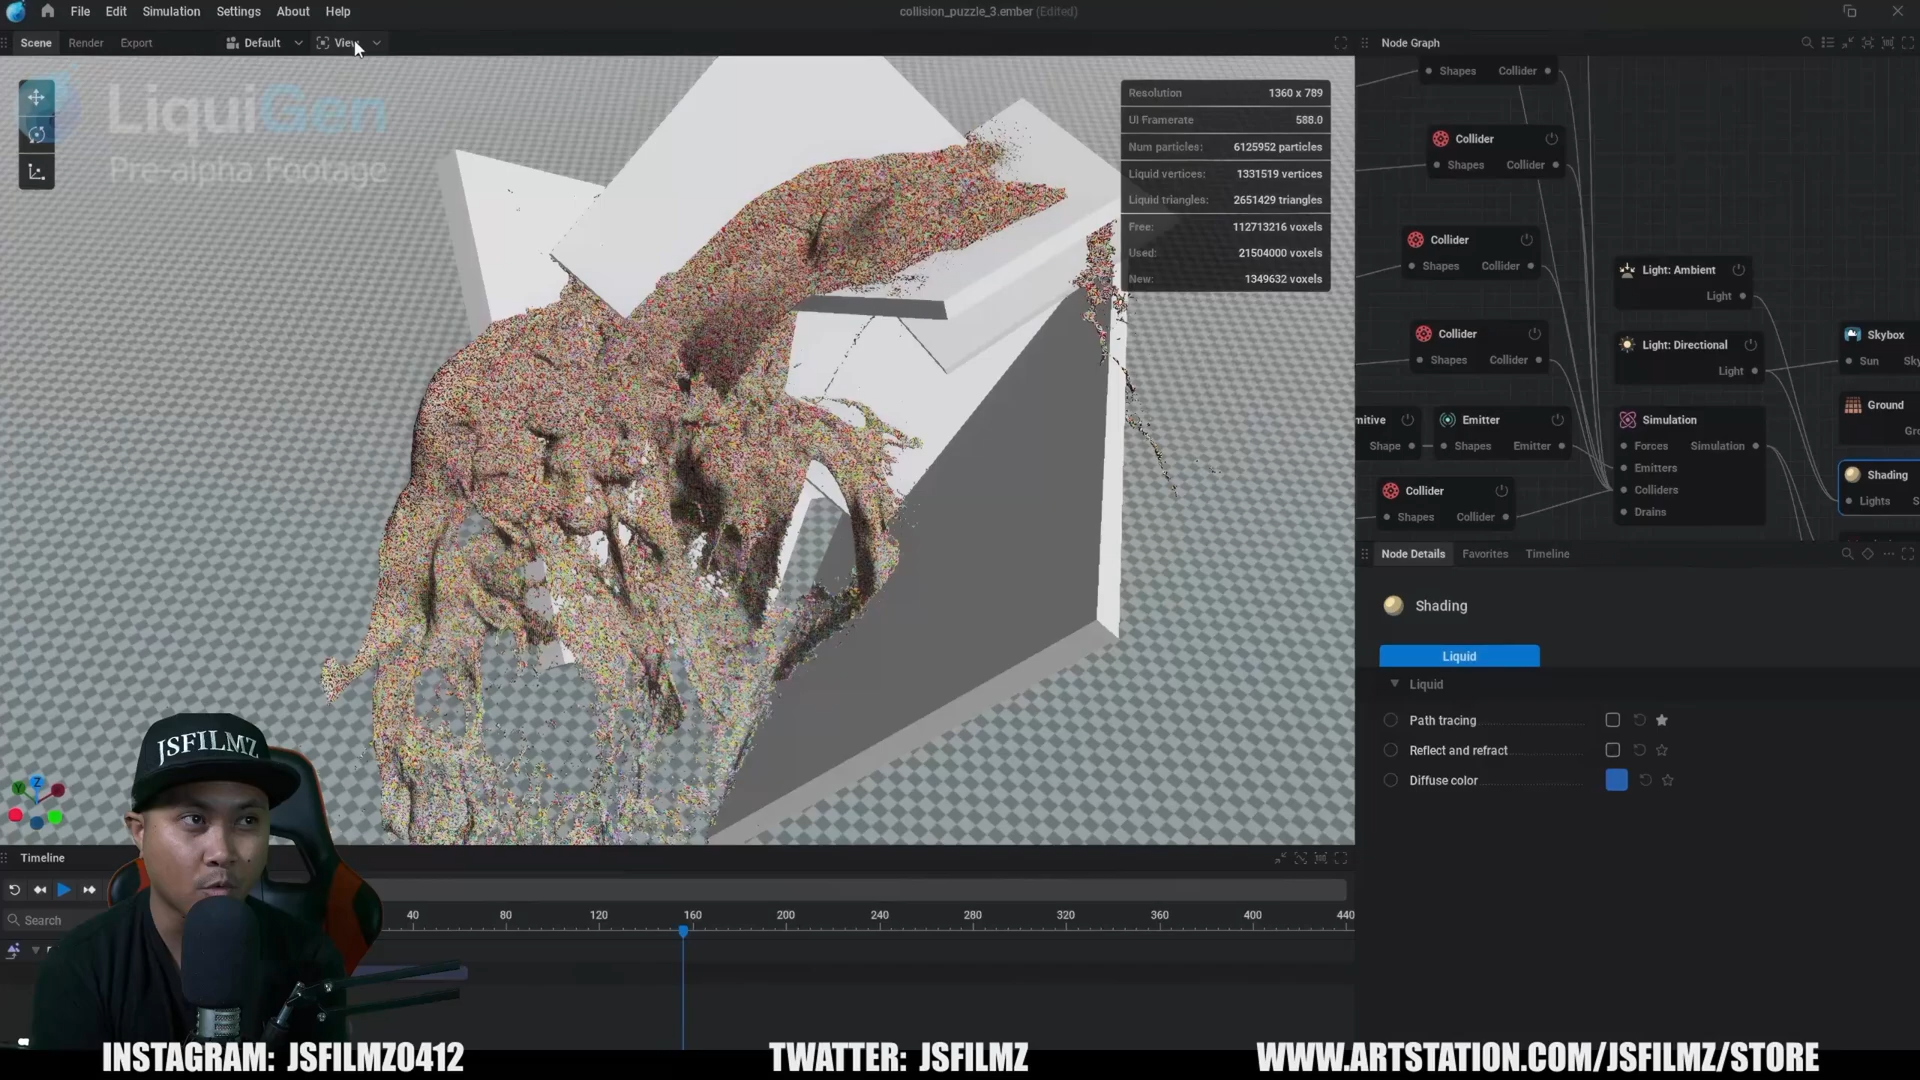 File Edit Simulation Settings About Help
collision_puzzle_3.ember (Edited)
Scene Render Export Default View
Node Graph
LiquiGen
Pre-alpha Footage
Resolution 1360 x 789
UI Framerate 588.0
Num particles: 6125952 particles
Liquid vertices: 1331519 vertices
Liquid triangles: 2651429 triangles
Free: 112713216 voxels
Used: 21504000 voxels
New: 1349632 voxels
Shapes Collider
Collider
Shapes Collider
Collider
Shapes Collider
Collider
Shapes Collider
Emitter
Shape Shapes Emitter
Collider
Shapes Collider
Light: Ambient
Light
Light: Directional
Light
Simulation
Forces Simulation
Emitters
Colliders
Drains
Skybox
Sun
Ground
Shading
Lights
Node Details Favorites Timeline
Shading
Liquid
Liquid
Path tracing
Reflect and refract
Diffuse color
Z
Y
Timeline
Search
40 80 120 160 200 240 280 320 360 400 440
JSFILMZ
INSTAGRAM: JSFILMZ0412
TWATTER: JSFILMZ
WWW.ARTSTATION.COM/JSFILMZ/STORE